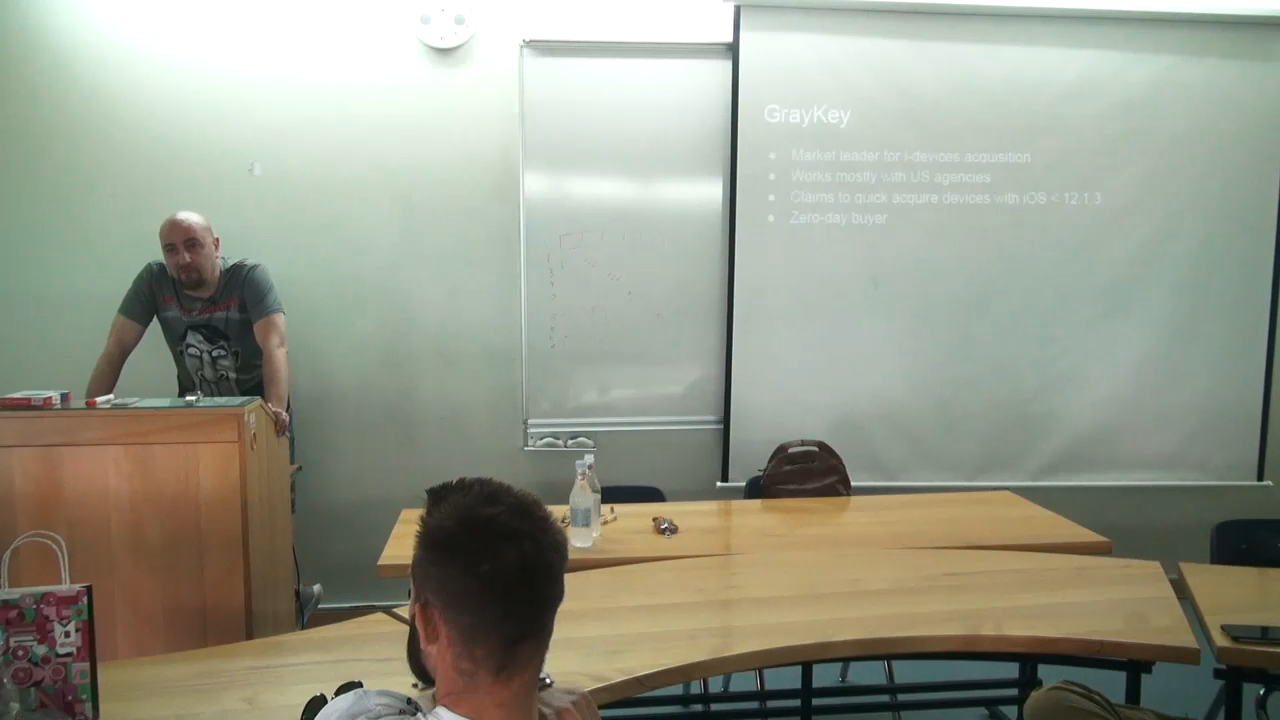 GrayKey
● Market leader for i-devices acquisition
● Works mostly with US agencies
● Claims to quick acquire devices with iOS < 12.1.3
● Zero-day buyer